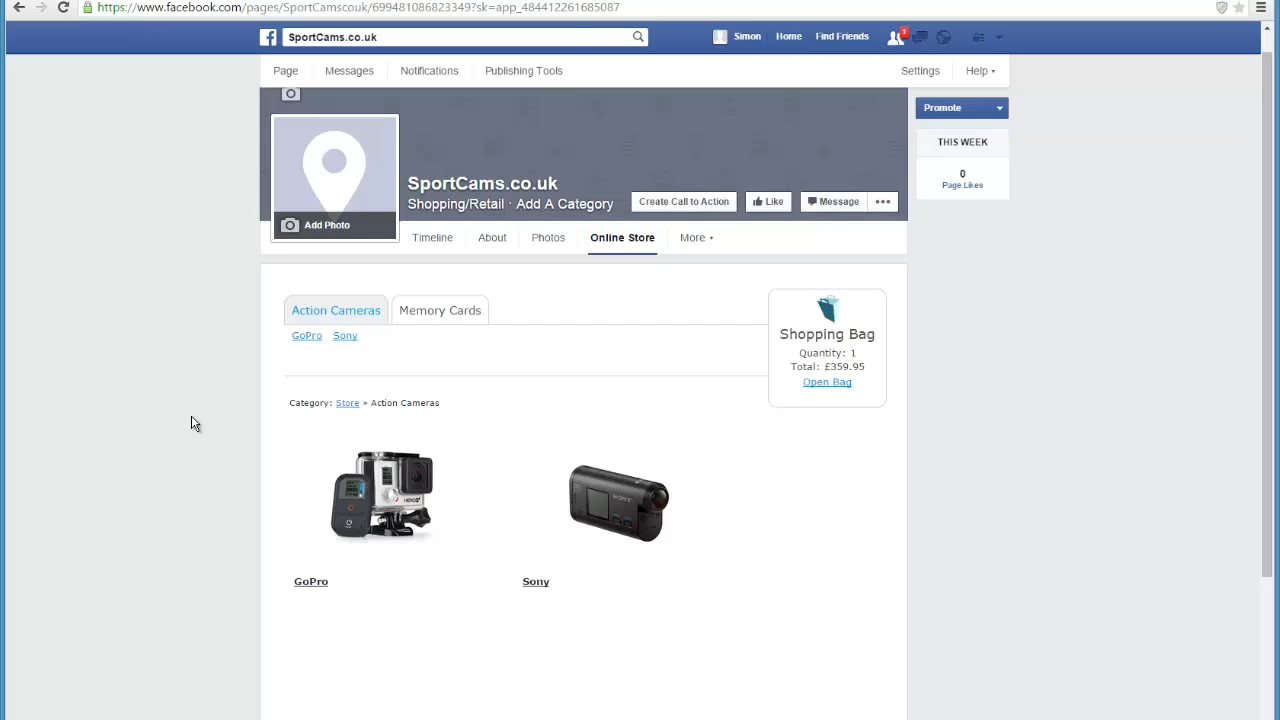 https://www.facebook.com/pages/SportCamscouk/699481086823349?sk=app_484412261685087
SportCams.co.uk
Simon
Home
Find Friends
1
Page
Messages
Notifications
Publishing Tools
Settings
Help
Promote
THIS WEEK
0
Page Likes
SportCams.co.uk
Shopping/Retail · Add A Category
Create Call to Action
Like
Message
Add Photo
Timeline
About
Photos
Online Store
More
Action Cameras
Memory Cards
GoPro
Sony
Shopping Bag
Quantity: 1
Total: £359.95
Open Bag
Category: Store » Action Cameras
HERO3+
SONY
GoPro
Sony